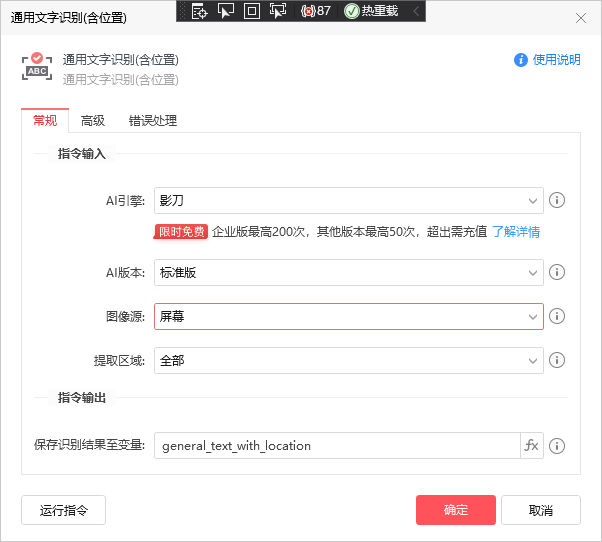 通用文字识别(含位置)
87
热重载
通用文字识别(含位置)
使用说明
ABC
通用文字识别(含位置)
常规 高级 错误处理
指令输入
AI引擎: 影刀
限时免费 企业版最高200次，其他版本最高50次，超出需充值 了解详情
AI版本: 标准版
图像源: 屏幕
提取区域: 全部
指令输出
保存识别结果至变量: general_text_with_location fx
运行指令 确定 取消